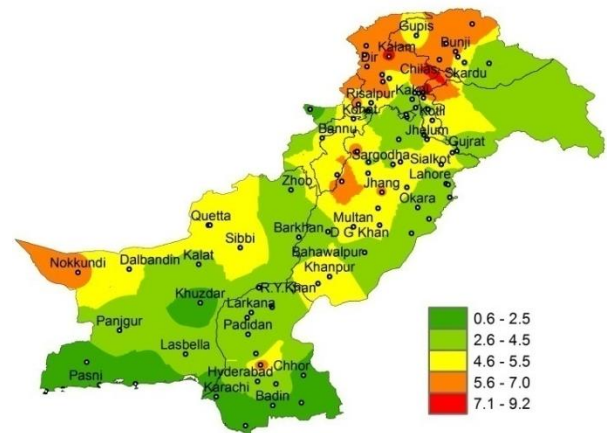 Gupis
Kalam
Bunji
Dir
Chilas
Skardu
Risalpur
Kohat
Kotli
Bannu
Jhelum
Gujrat
Sargodha
Sialkot
Zhob
Jhang
Lahore
Okara
Quetta
Multan
Sibbi
Barkhan
D G Khan
Nokkundi
Dalbandin
Kalat
Bahawalpur
Khanpur
Khuzdar
R.Y.Khan
Larkana
Panjgur
Padidan
Lasbella
Pasni
Hyderabad
Chhor
Karachi
Badin
0.6 - 2.5
2.6 - 4.5
4.6 - 5.5
5.6 - 7.0
7.1 - 9.2